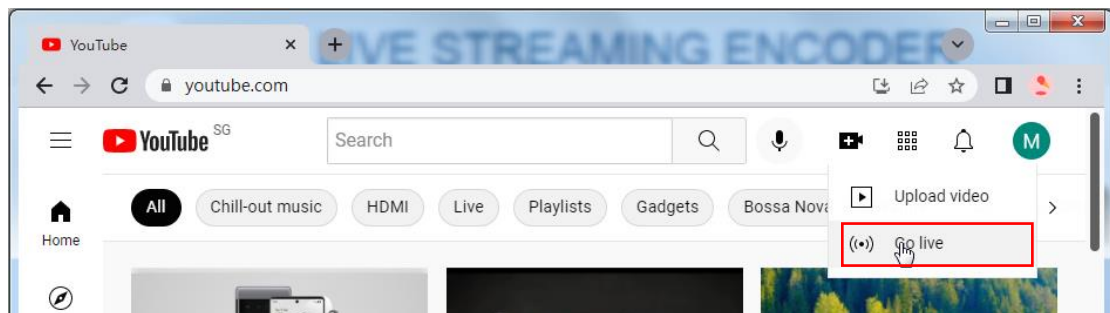 LIVE STREAMING ENCODER
YouTube
youtube.com
YouTube SG
Search
M
All Chill-out music HDMI Live Playlists Gadgets Bossa Nova
Upload video
Go live
Home